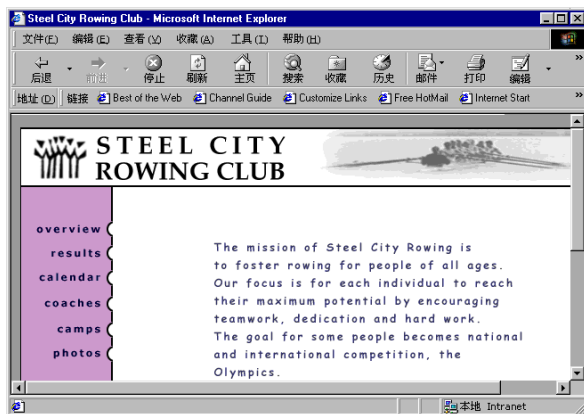 Steel City Rowing Club - Microsoft Internet Explorer
文件(F) 编辑(E) 查看(V) 收藏(A) 工具(T) 帮助(H)
后退 前进 停止 刷新 主页 搜索 收藏 历史 邮件 打印 编辑 »
地址(D) 链接 Best of the Web Channel Guide Customize Links Free HotMail Internet Start »
STEEL CITY
ROWING CLUB
overview
results
calendar
coaches
camps
photos
The mission of Steel City Rowing is
to foster rowing for people of all ages.
Our focus is for each individual to reach
their maximum potential by encouraging
teamwork, dedication and hard work.
The goal for some people becomes national
and international competition, the
Olympics.
本地 Intranet